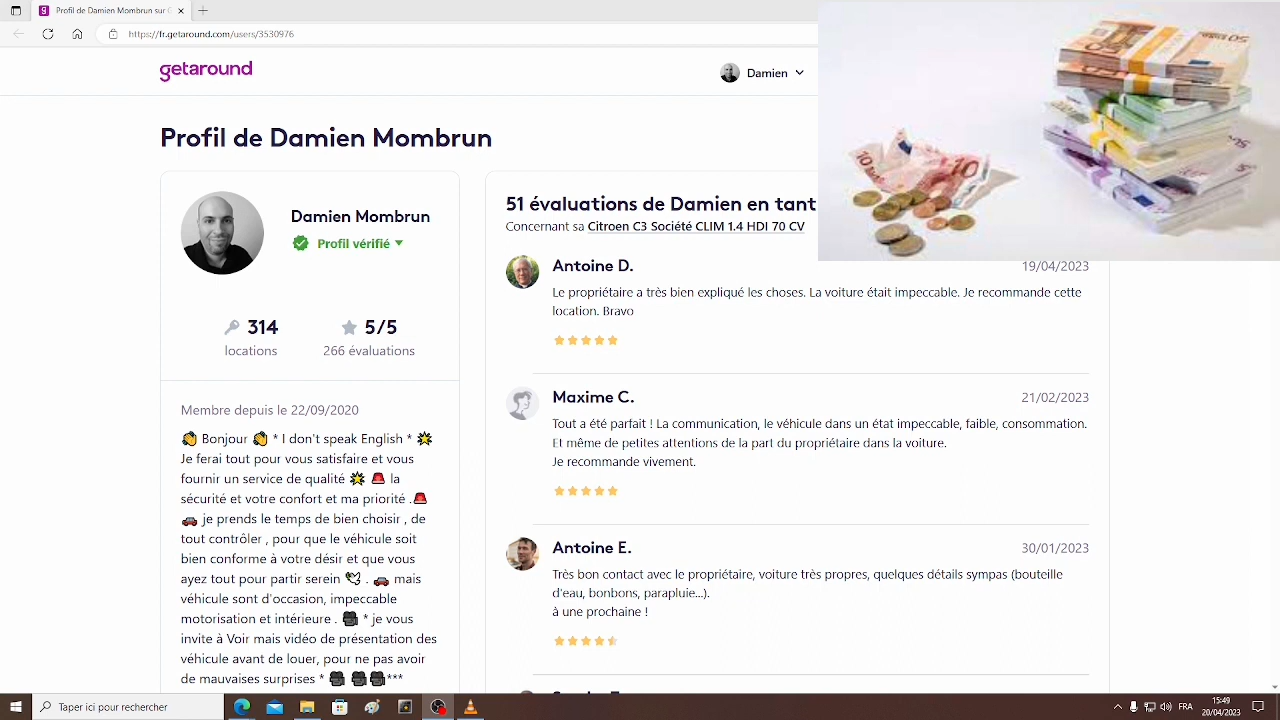 Profil de Damien Mombrun sur G
https://fr.getaround.com/users/3530976
getaround
Damien
Profil de Damien Mombrun
Damien Mombrun
Profil vérifié
314
locations
5/5
266 évaluations
Membre depuis le 22/09/2020
👋 Bonjour 👋 * I don't speak English * 🌟
Je ferai tout pour vous satisfaire et vous
fournir un service de qualité 🌟 🚨 la
sécurité et votre confort et ma priorité .🚨
🚗 je prends le temps de bien choisir , de
tout contrôler , pour que le véhicule soit
bien conforme à votre désir et que vous
ayez tout pour partir serein 🕊 . 🚗 mais
véhicule sont d'occasion, impeccable
motorisation et intérieure . 🎥 * je vous
invite à Voir mais vidéo de présentation des
véhicule avant de louer, pour ne pas avoir
de mauvaises surprises * 🎥 🎥 🎥***
51 évaluations de Damien en tant
Concernant sa Citroen C3 Société CLIM 1.4 HDI 70 CV
Antoine D.
19/04/2023
Le propriétaire a très bien expliqué les choses. La voiture était impeccable. Je recommande cette
location. Bravo
Maxime C.
21/02/2023
Tout a été parfait ! La communication, le véhicule dans un état impeccable, faible, consommation.
Et même de petites attentions de la part du propriétaire dans la voiture.
Je recommande vivement.
Antoine E.
30/01/2023
Très bon contact avec le propriétaire, voiture très propres, quelques détails sympas (bouteille
d'eau, bonbons, parapluie...).
à une prochaine !
50
10
10
Taper ici pour rechercher
FRA
15:49
20/04/2023